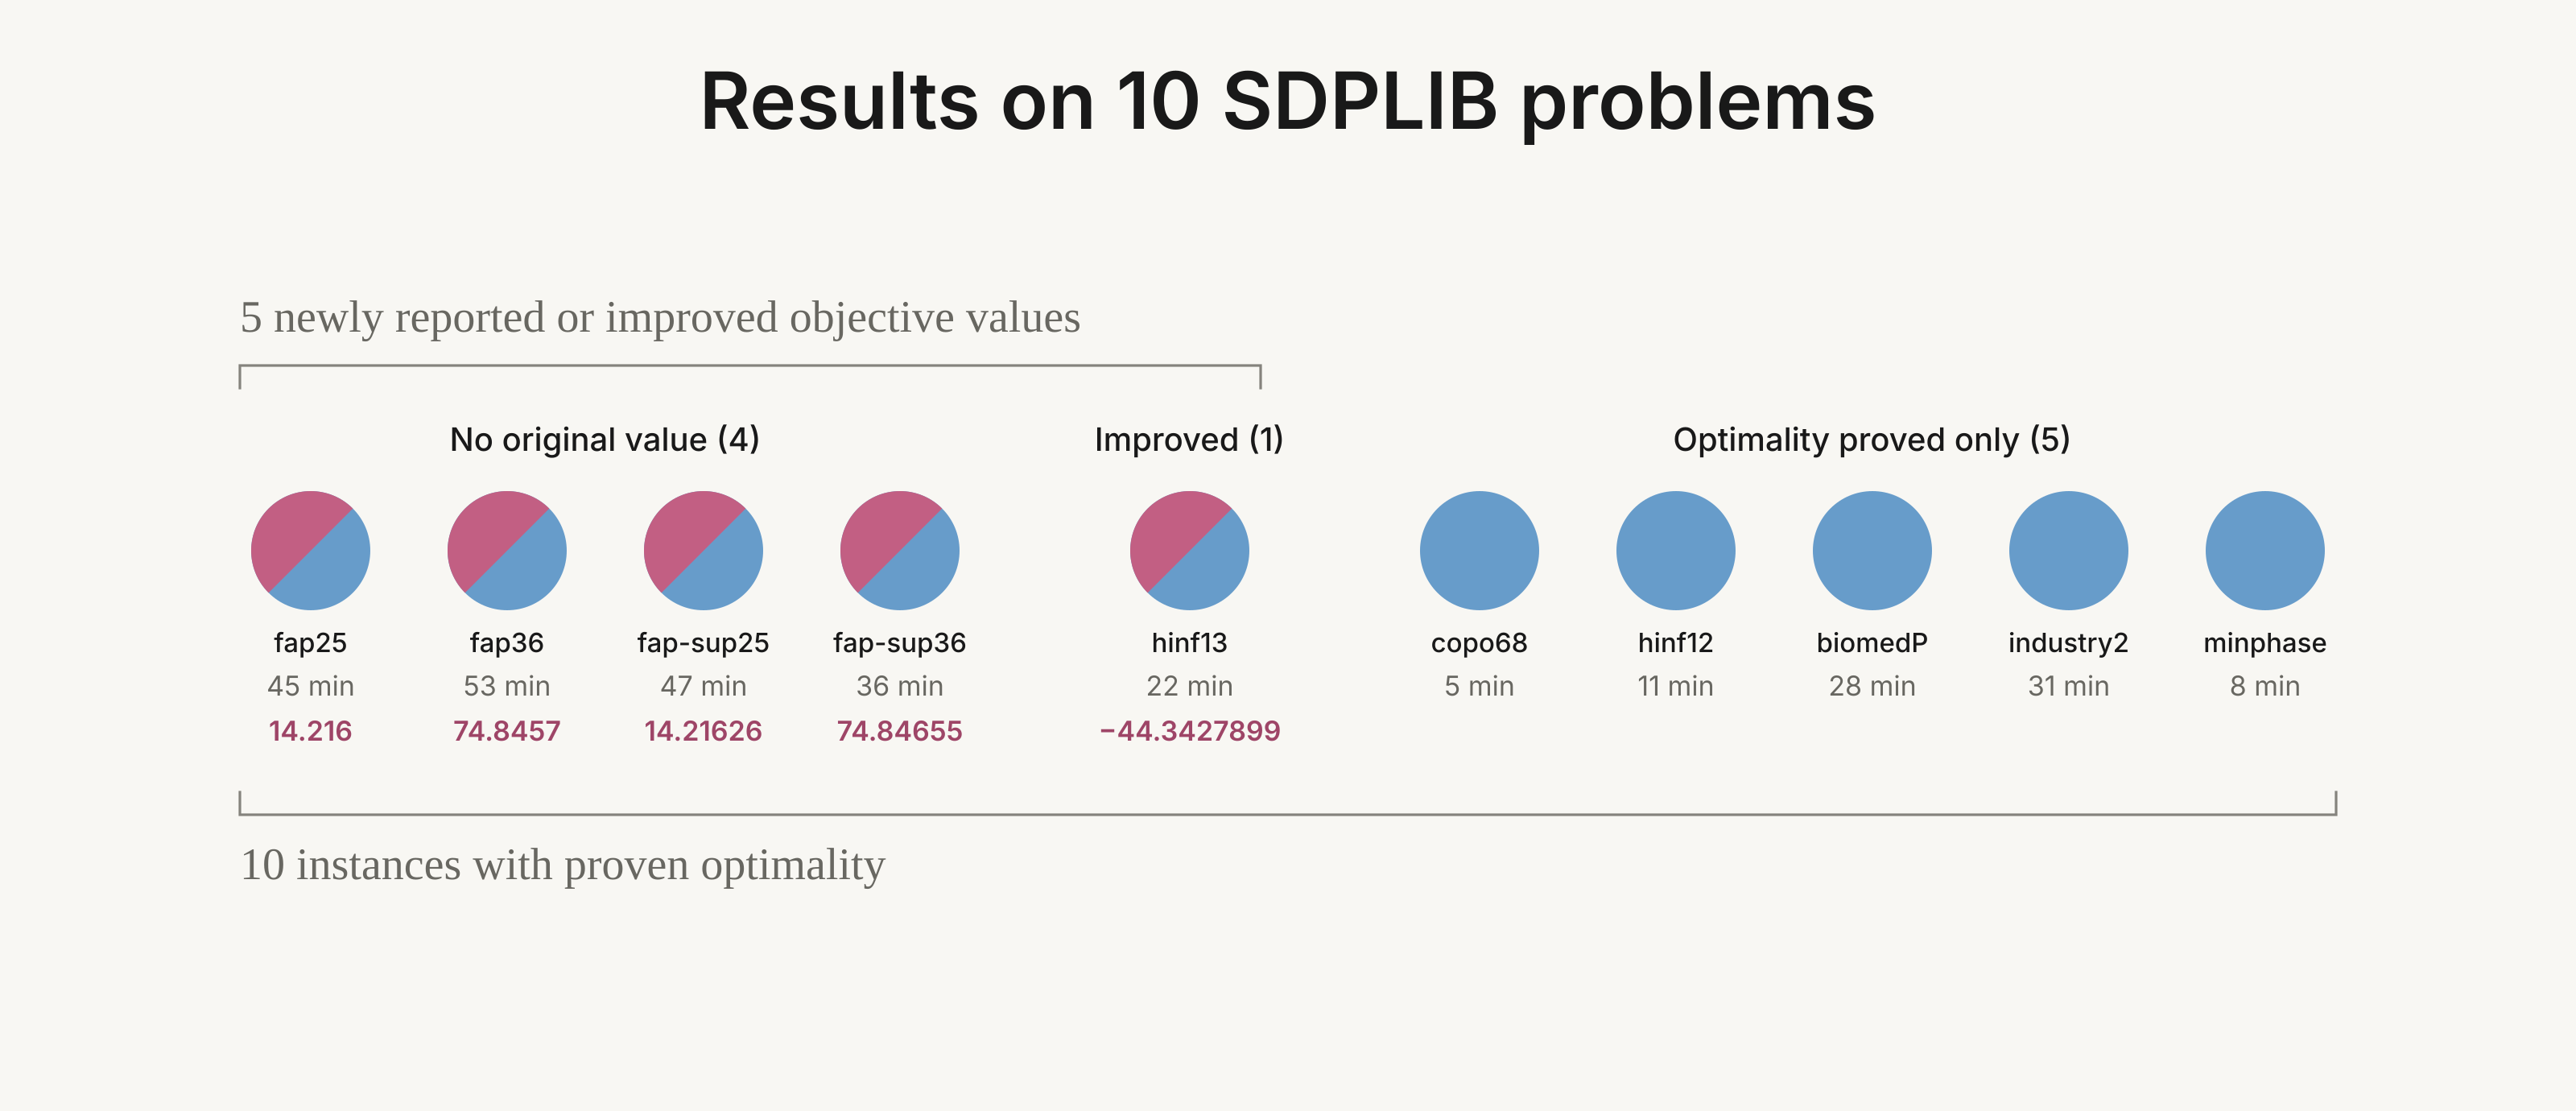 Results on 10 SDPLIB problems
5 newly reported or improved objective values
No original value (4)
Improved (1)
Optimality proved only (5)
fap25
45 min
14.216
fap36
53 min
74.8457
fap-sup25
47 min
14.21626
fap-sup36
36 min
74.84655
hinf13
22 min
−44.3427899
copo68
5 min
hinf12
11 min
biomedP
28 min
industry2
31 min
minphase
8 min
10 instances with proven optimality